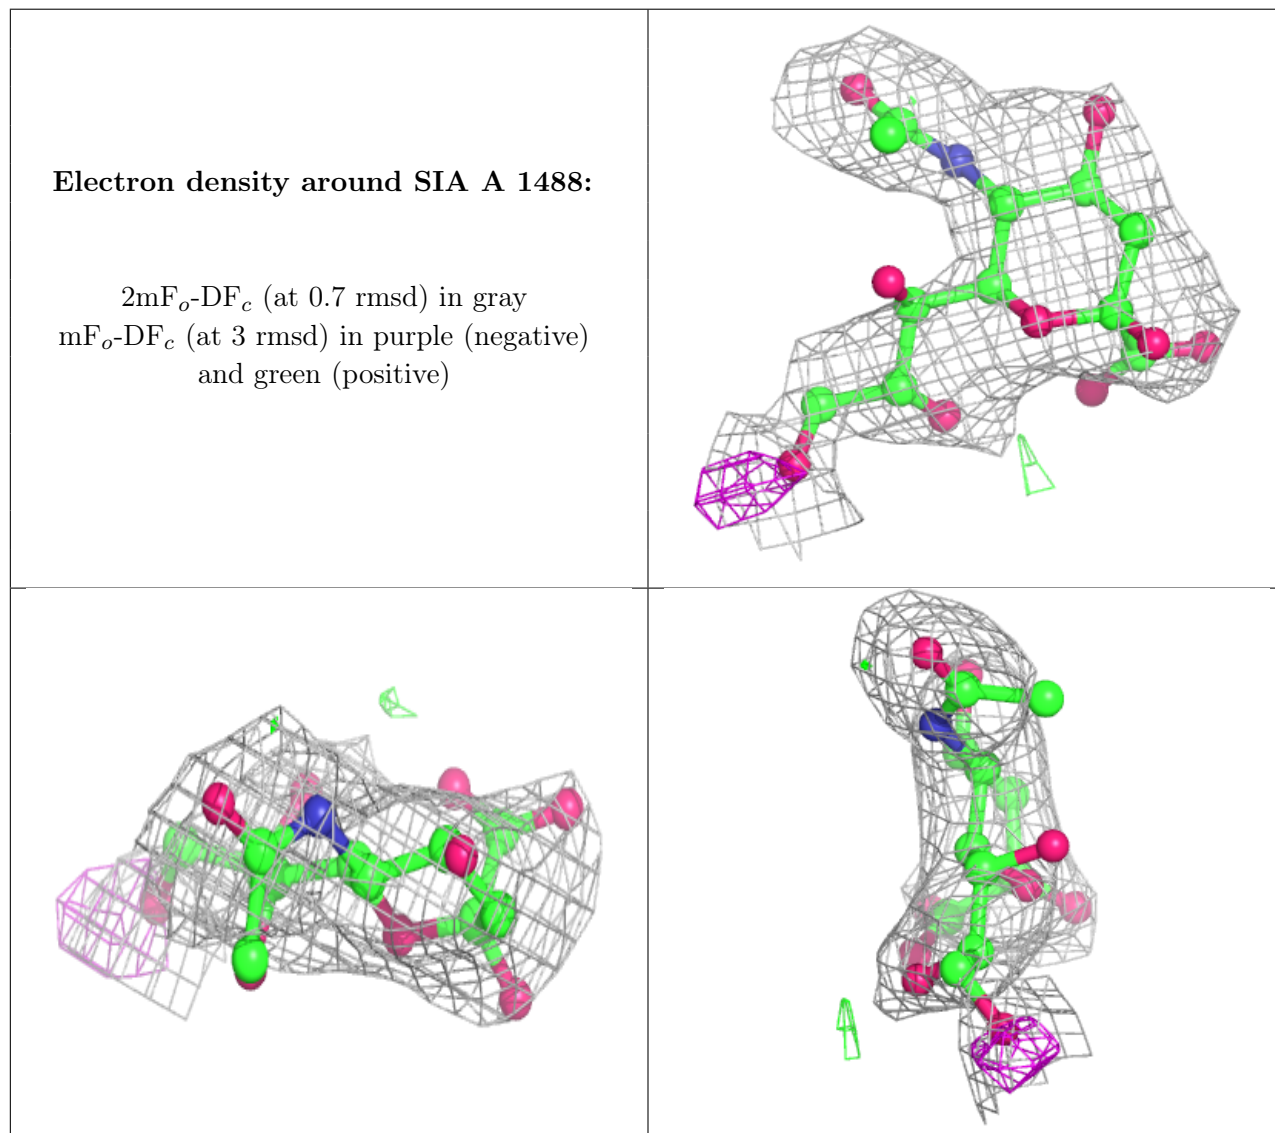 Electron density around SIA A 1488:
2mFₒ-DF𝒸 (at 0.7 rmsd) in gray
mFₒ-DF𝒸 (at 3 rmsd) in purple (negative)
and green (positive)